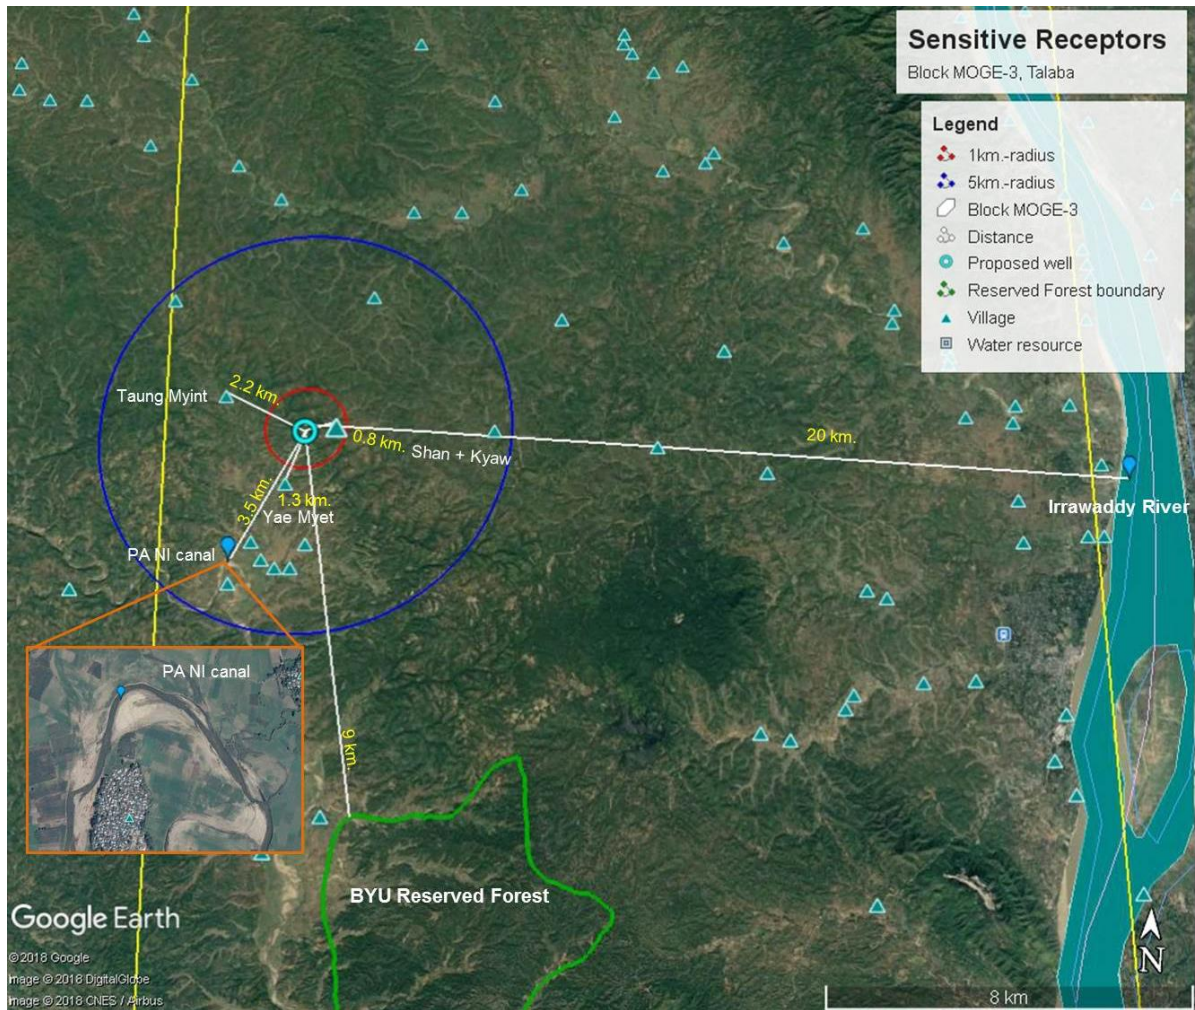 Sensitive Receptors
Block MOGE-3, Talaba
Legend
1km.-radius
5km.-radius
Block MOGE-3
Distance
Proposed well
Reserved Forest boundary
Village
Water resource
2.2 km.
Taung Myint
0.8 km.
Shan + Kyaw
20 km.
3.5 km.
1.3 km.
Yae Myet
Irrawaddy River
PA NI canal
PA NI canal
9 km.
BYU Reserved Forest
Google Earth
© 2018 Google
Image © 2018 DigitalGlobe
Image © 2018 CNES / Airbus
N
8 km